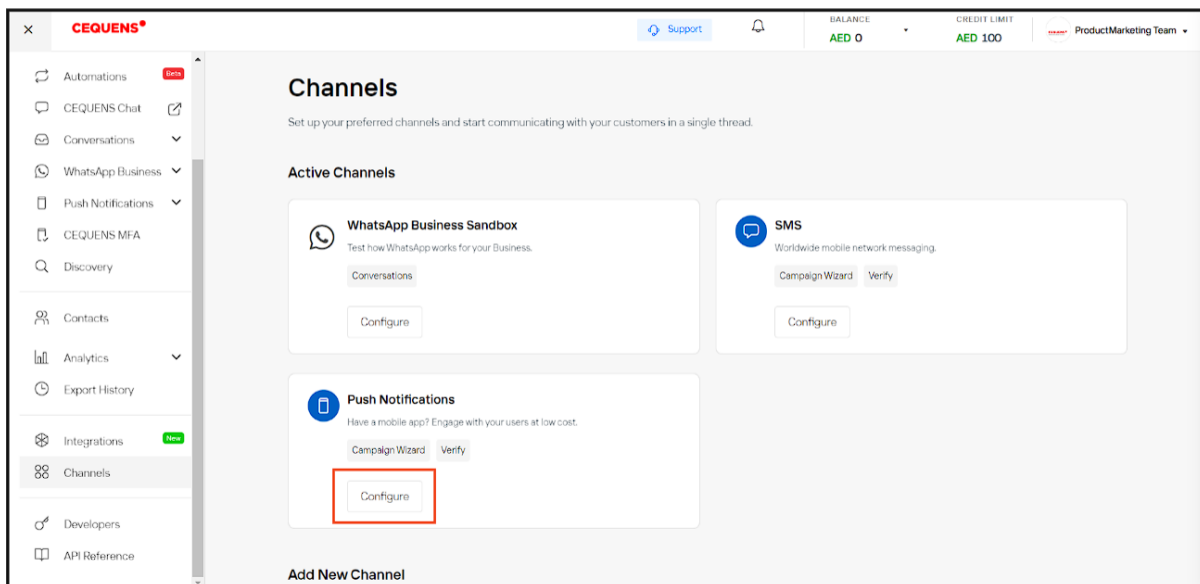 CEQUENS
Support
BALANCE
AED 0
CREDIT LIMIT
AED 100
ProductMarketing Team
Automations
Beta
CEQUENS Chat
Conversations
WhatsApp Business
Push Notifications
CEQUENS MFA
Discovery
Contacts
Analytics
Export History
Integrations
New
Channels
Developers
API Reference
Channels
Set up your preferred channels and start communicating with your customers in a single thread.
Active Channels
WhatsApp Business Sandbox
Test how WhatsApp works for your Business.
Conversations
Configure
SMS
Worldwide mobile network messaging.
Campaign Wizard
Verify
Configure
Push Notifications
Have a mobile app? Engage with your users at low cost.
Campaign Wizard
Verify
Configure
Add New Channel